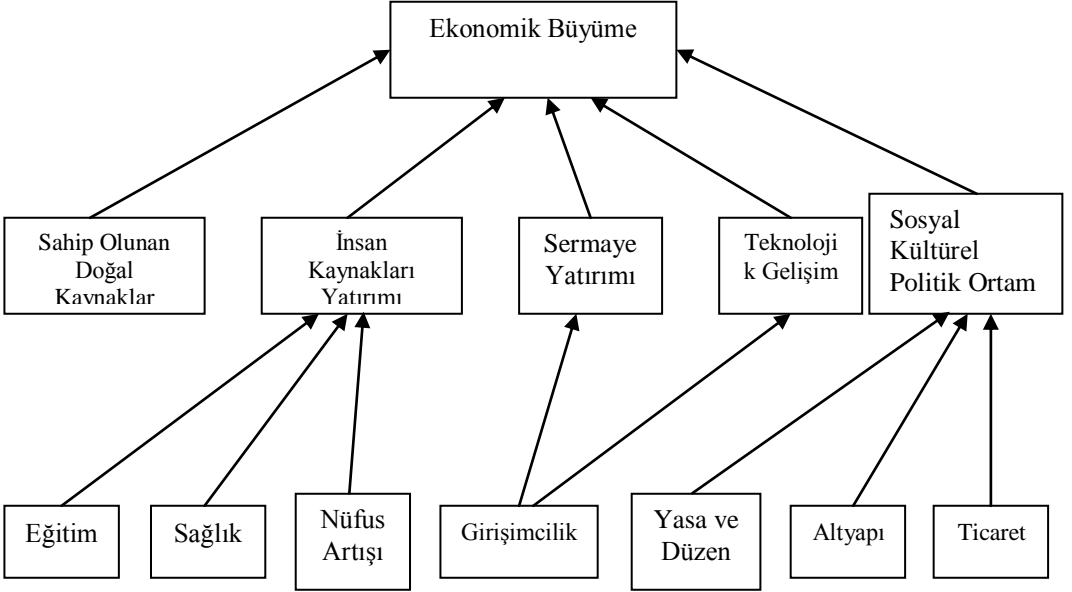 Ekonomik Büyüme
Sahip Olunan
Doğal
Kaynaklar
İnsan
Kaynakları
Yatırımı
Sermaye
Yatırımı
Teknoloji
k Gelişim
Sosyal
Kültürel
Politik Ortam
Eğitim
Sağlık
Nüfus
Artışı
Girişimcilik
Yasa ve
Düzen
Altyapı
Ticaret